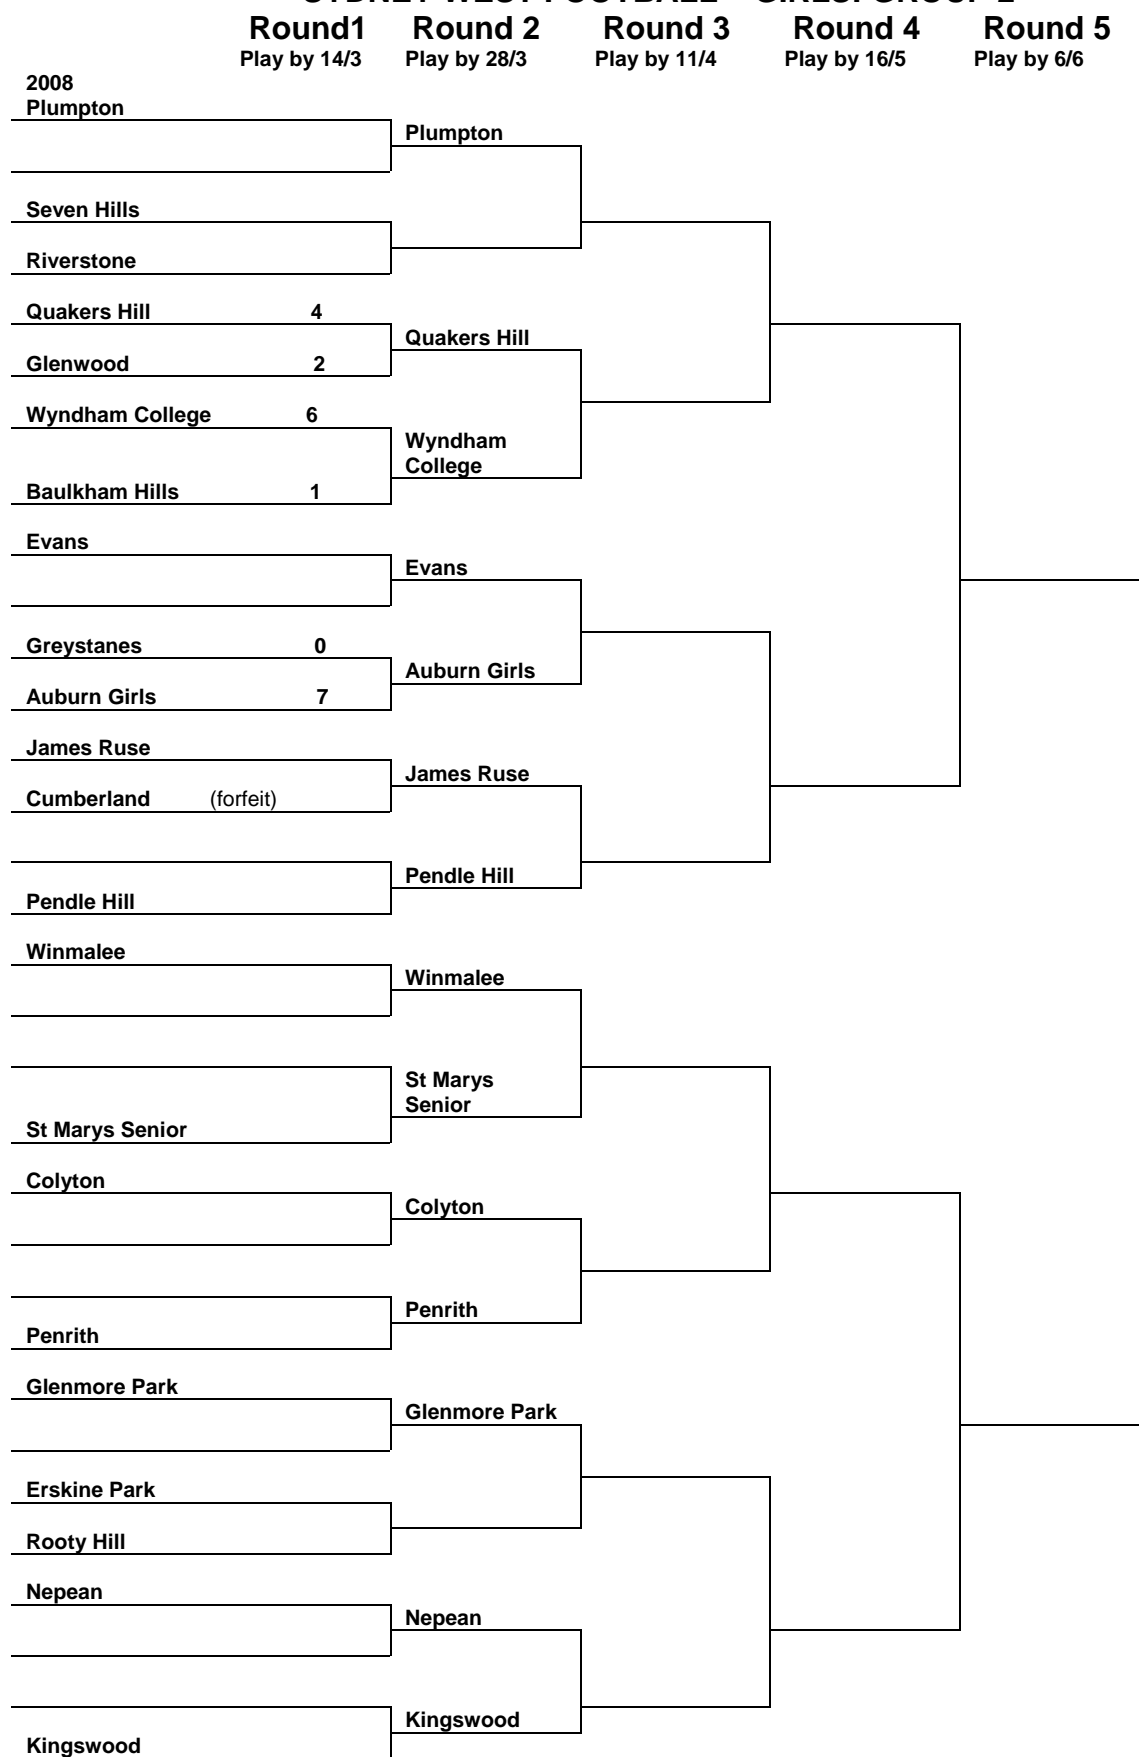 Round1 Round 2 Round 3 Round 4 Round 5
Play by 14/3 Play by 28/3 Play by 11/4 Play by 16/5 Play by 6/6
2008
Plumpton
Plumpton
Seven Hills
Riverstone
Quakers Hill 4
Quakers Hill
Glenwood 2
Wyndham College 6
Wyndham
College
Baulkham Hills 1
Evans
Evans
Greystanes 0
Auburn Girls
Auburn Girls 7
James Ruse
James Ruse
Cumberland (forfeit)
Pendle Hill
Pendle Hill
Winmalee
Winmalee
St Marys
Senior
St Marys Senior
Colyton
Colyton
Penrith
Penrith
Glenmore Park
Glenmore Park
Erskine Park
Rooty Hill
Nepean
Nepean
Kingswood
Kingswood